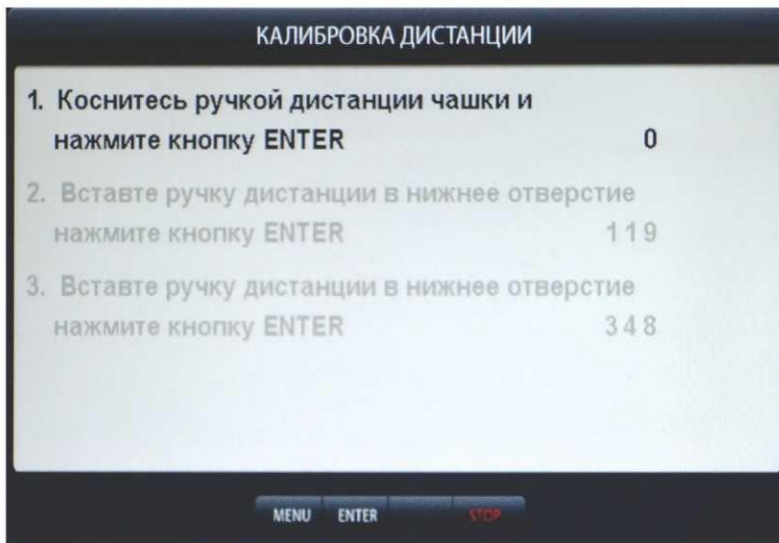 КАЛИБРОВКА ДИСТАНЦИИ
1. Коснитесь ручкой дистанции чашки и
нажмите кнопку ENTER 0
2. Вставте ручку дистанции в нижнее отверстие
нажмите кнопку ENTER 119
3. Вставте ручку дистанции в нижнее отверстие
нажмите кнопку ENTER 348
MENU ENTER STOP